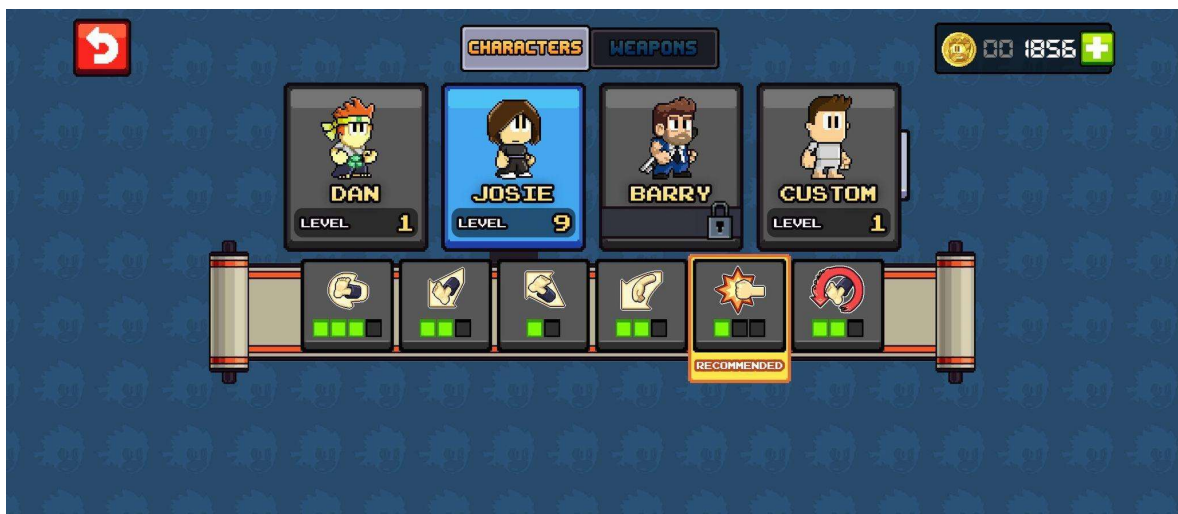 CHARACTERS WEAPONS 00 1856
DAN JOSIE BARRY CUSTOM
LEVEL 1 LEVEL 9 LEVEL 1
RECOMMENDED